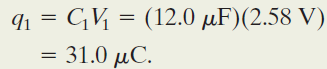 q₁ = C₁V₁ = (12.0 μF)(2.58 V)
= 31.0 μC.